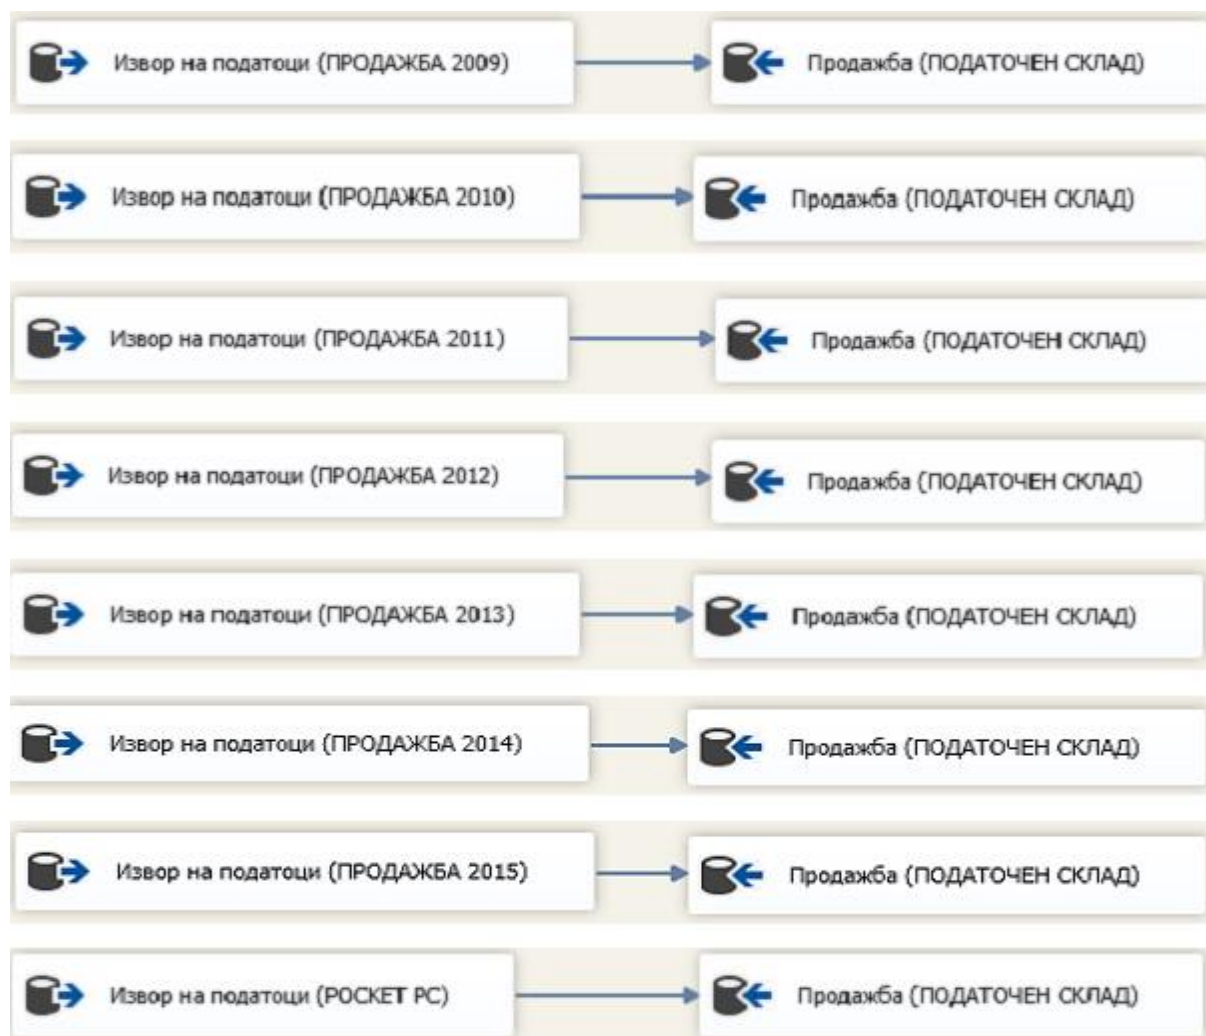 Извор на податоци (ПРОДАЖБА 2009) Продажба (ПОДАТОЧЕН СКЛАД)
Извор на податоци (ПРОДАЖБА 2010) Продажба (ПОДАТОЧЕН СКЛАД)
Извор на податоци (ПРОДАЖБА 2011) Продажба (ПОДАТОЧЕН СКЛАД)
Извор на податоци (ПРОДАЖБА 2012) Продажба (ПОДАТОЧЕН СКЛАД)
Извор на податоци (ПРОДАЖБА 2013) Продажба (ПОДАТОЧЕН СКЛАД)
Извор на податоци (ПРОДАЖБА 2014) Продажба (ПОДАТОЧЕН СКЛАД)
Извор на податоци (ПРОДАЖБА 2015) Продажба (ПОДАТОЧЕН СКЛАД)
Извор на податоци (POCKET PC) Продажба (ПОДАТОЧЕН СКЛАД)